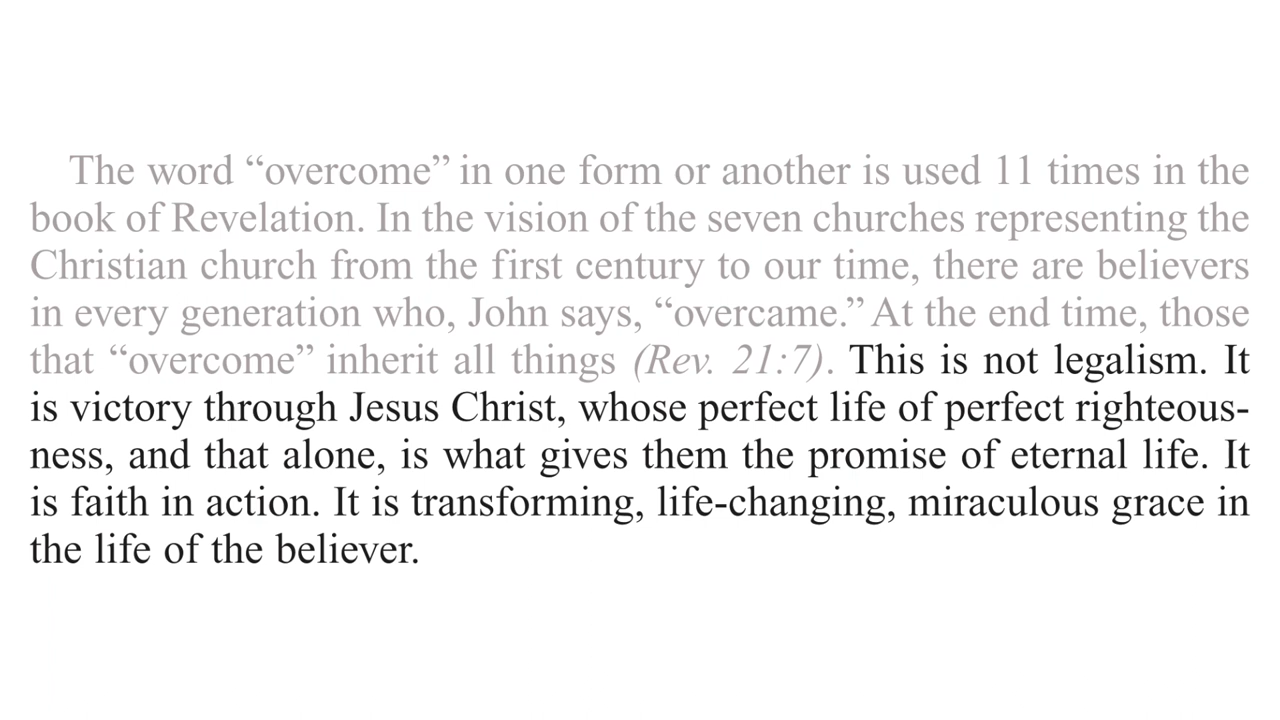 The word “overcome” in one form or another is used 11 times in the
book of Revelation. In the vision of the seven churches representing the
Christian church from the first century to our time, there are believers
in every generation who, John says, “overcame.” At the end time, those
that “overcome” inherit all things (Rev. 21:7). This is not legalism. It
is victory through Jesus Christ, whose perfect life of perfect righteous-
ness, and that alone, is what gives them the promise of eternal life. It
is faith in action. It is transforming, life-changing, miraculous grace in
the life of the believer.